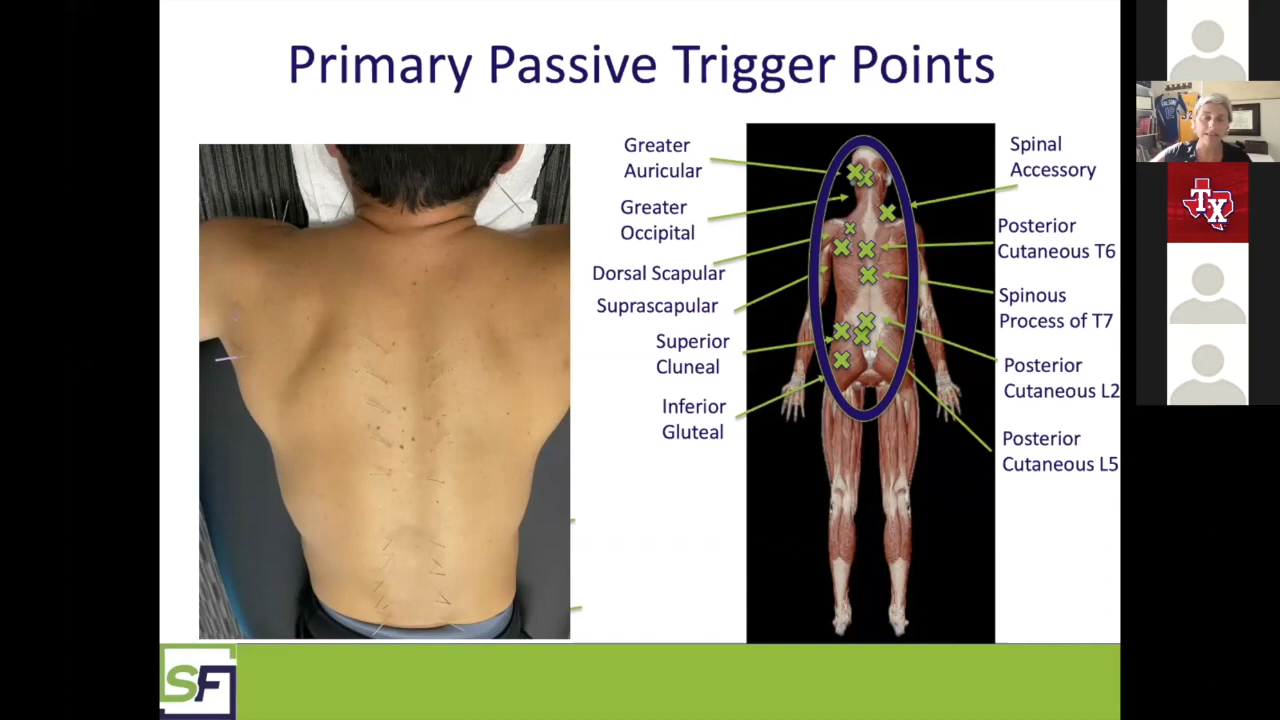 Primary Passive Trigger Points
Greater
Auricular
Greater
Occipital
Dorsal Scapular
Suprascapular
Superior
Cluneal
Inferior
Gluteal
Spinal
Accessory
Posterior
Cutaneous T6
Spinous
Process of T7
Posterior
Cutaneous L2
Posterior
Cutaneous L5
SF
TX